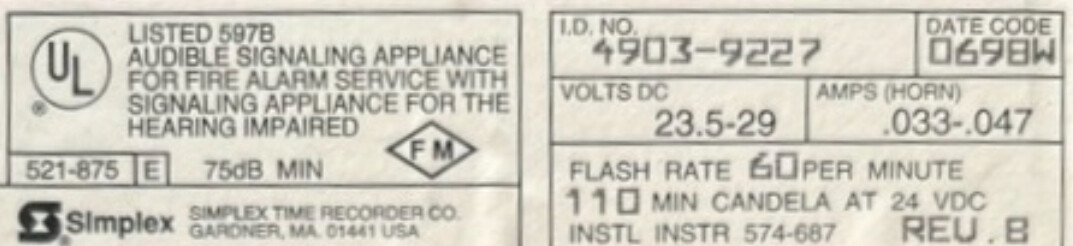 UL
®
LISTED 597B
AUDIBLE SIGNALING APPLIANCE
FOR FIRE ALARM SERVICE WITH
SIGNALING APPLIANCE FOR THE
HEARING IMPAIRED
FM
521-875 E 75dB MIN
Simplex
SIMPLEX TIME RECORDER CO.
GARDNER, MA. 01441 USA
I.D. NO.
4903-9227
DATE CODE
0698W
VOLTS DC
23.5-29
AMPS (HORN)
.033-.047
FLASH RATE 60 PER MINUTE
110 MIN CANDELA AT 24 VDC
INSTL INSTR 574-687 REV.B